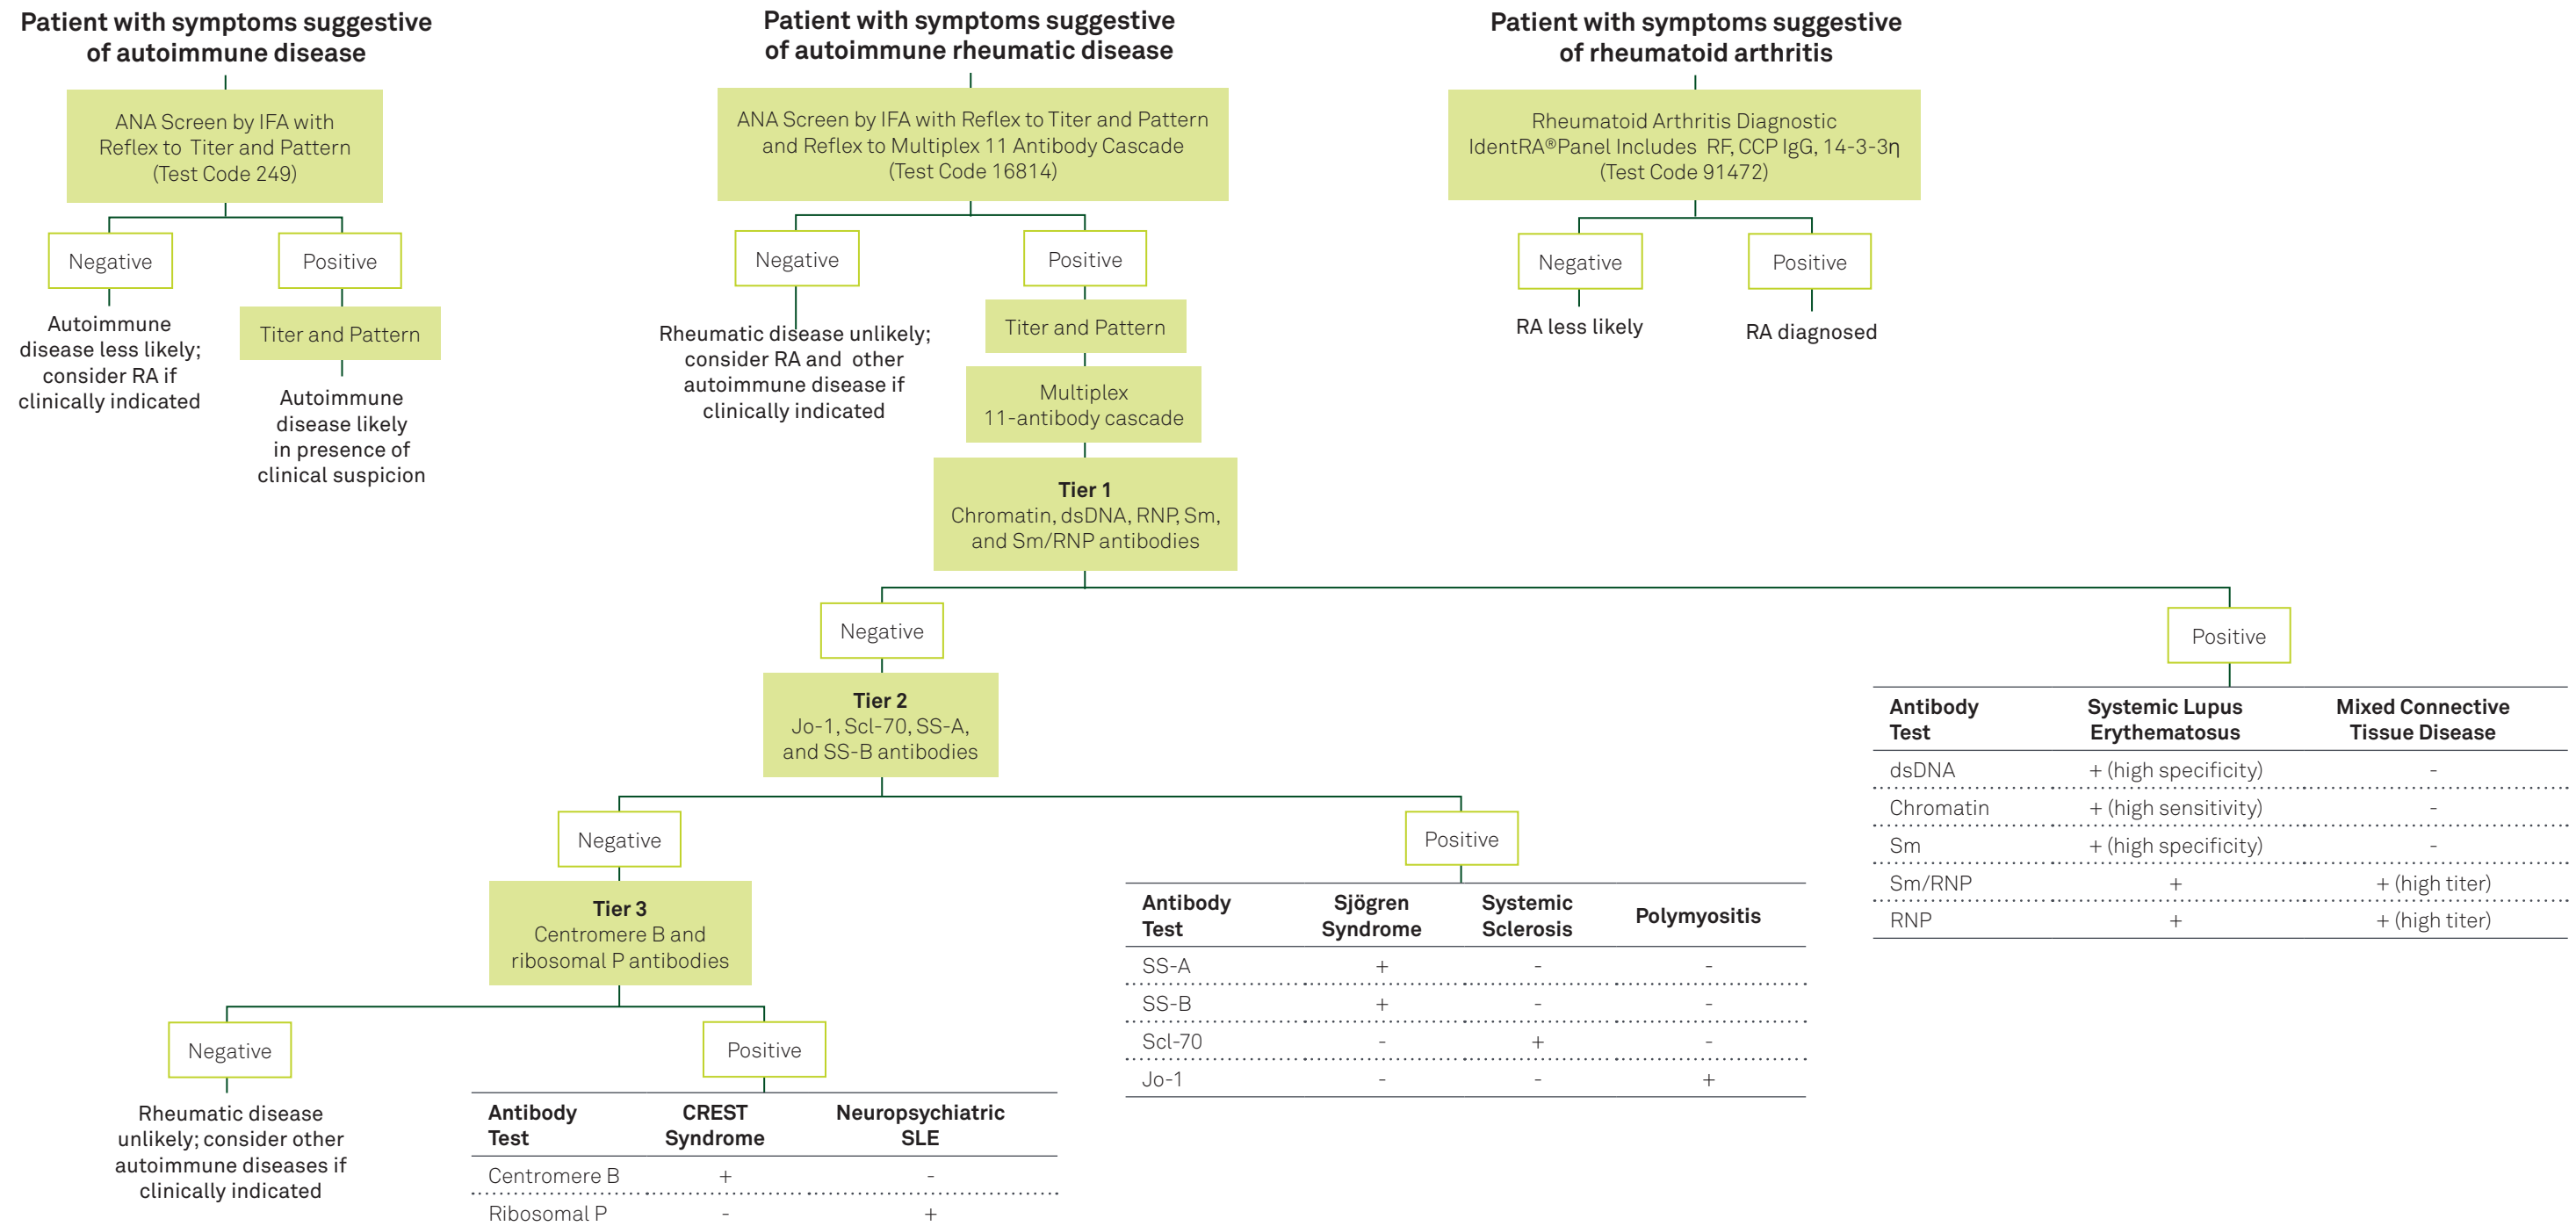 Patient with symptoms suggestive
of autoimmune disease
ANA Screen by IFA with
Reflex to Titer and Pattern
(Test Code 249)
Negative
Positive
Autoimmune
disease less likely;
consider RA if
clinically indicated
Titer and Pattern
Autoimmune
disease likely
in presence of
clinical suspicion
Patient with symptoms suggestive
of autoimmune rheumatic disease
ANA Screen by IFA with Reflex to Titer and Pattern
and Reflex to Multiplex 11 Antibody Cascade
(Test Code 16814)
Negative
Positive
Rheumatic disease unlikely;
consider RA and other
autoimmune disease if
clinically indicated
Titer and Pattern
Multiplex
11-antibody cascade
Tier 1
Chromatin, dsDNA, RNP, Sm,
and Sm/RNP antibodies
Negative
Positive
Antibody Test | Systemic Lupus Erythematosus | Mixed Connective Tissue Disease
dsDNA + (high specificity) -
Chromatin + (high sensitivity) -
Sm + (high specificity) -
Sm/RNP + + (high titer)
RNP + + (high titer)
Tier 2
Jo-1, Scl-70, SS-A,
and SS-B antibodies
Negative
Positive
Antibody Test | Sjögren Syndrome | Systemic Sclerosis | Polymyositis
SS-A + - -
SS-B + - -
Scl-70 - + -
Jo-1 - - +
Tier 3
Centromere B and
ribosomal P antibodies
Negative
Positive
Rheumatic disease
unlikely; consider other
autoimmune diseases if
clinically indicated
Antibody Test | CREST Syndrome | Neuropsychiatric SLE
Centromere B + -
Ribosomal P - +
Patient with symptoms suggestive
of rheumatoid arthritis
Rheumatoid Arthritis Diagnostic
IdentRA®Panel Includes RF, CCP IgG, 14-3-3η
(Test Code 91472)
Negative
Positive
RA less likely
RA diagnosed